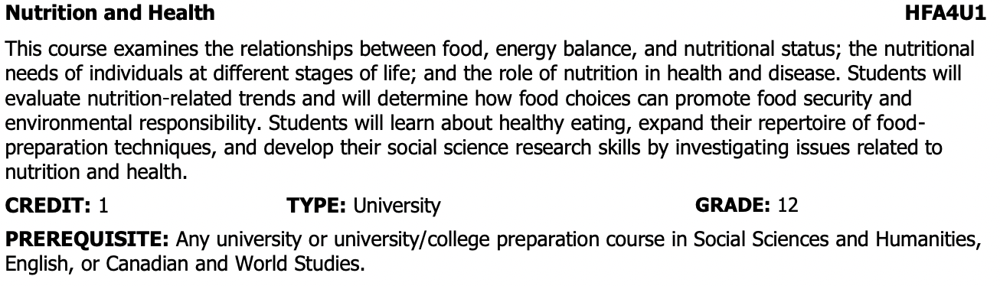 Nutrition and Health HFA4U1
This course examines the relationships between food, energy balance, and nutritional status; the nutritional
needs of individuals at different stages of life; and the role of nutrition in health and disease. Students will
evaluate nutrition-related trends and will determine how food choices can promote food security and
environmental responsibility. Students will learn about healthy eating, expand their repertoire of food-
preparation techniques, and develop their social science research skills by investigating issues related to
nutrition and health.
CREDIT: 1 TYPE: University GRADE: 12
PREREQUISITE: Any university or university/college preparation course in Social Sciences and Humanities,
English, or Canadian and World Studies.